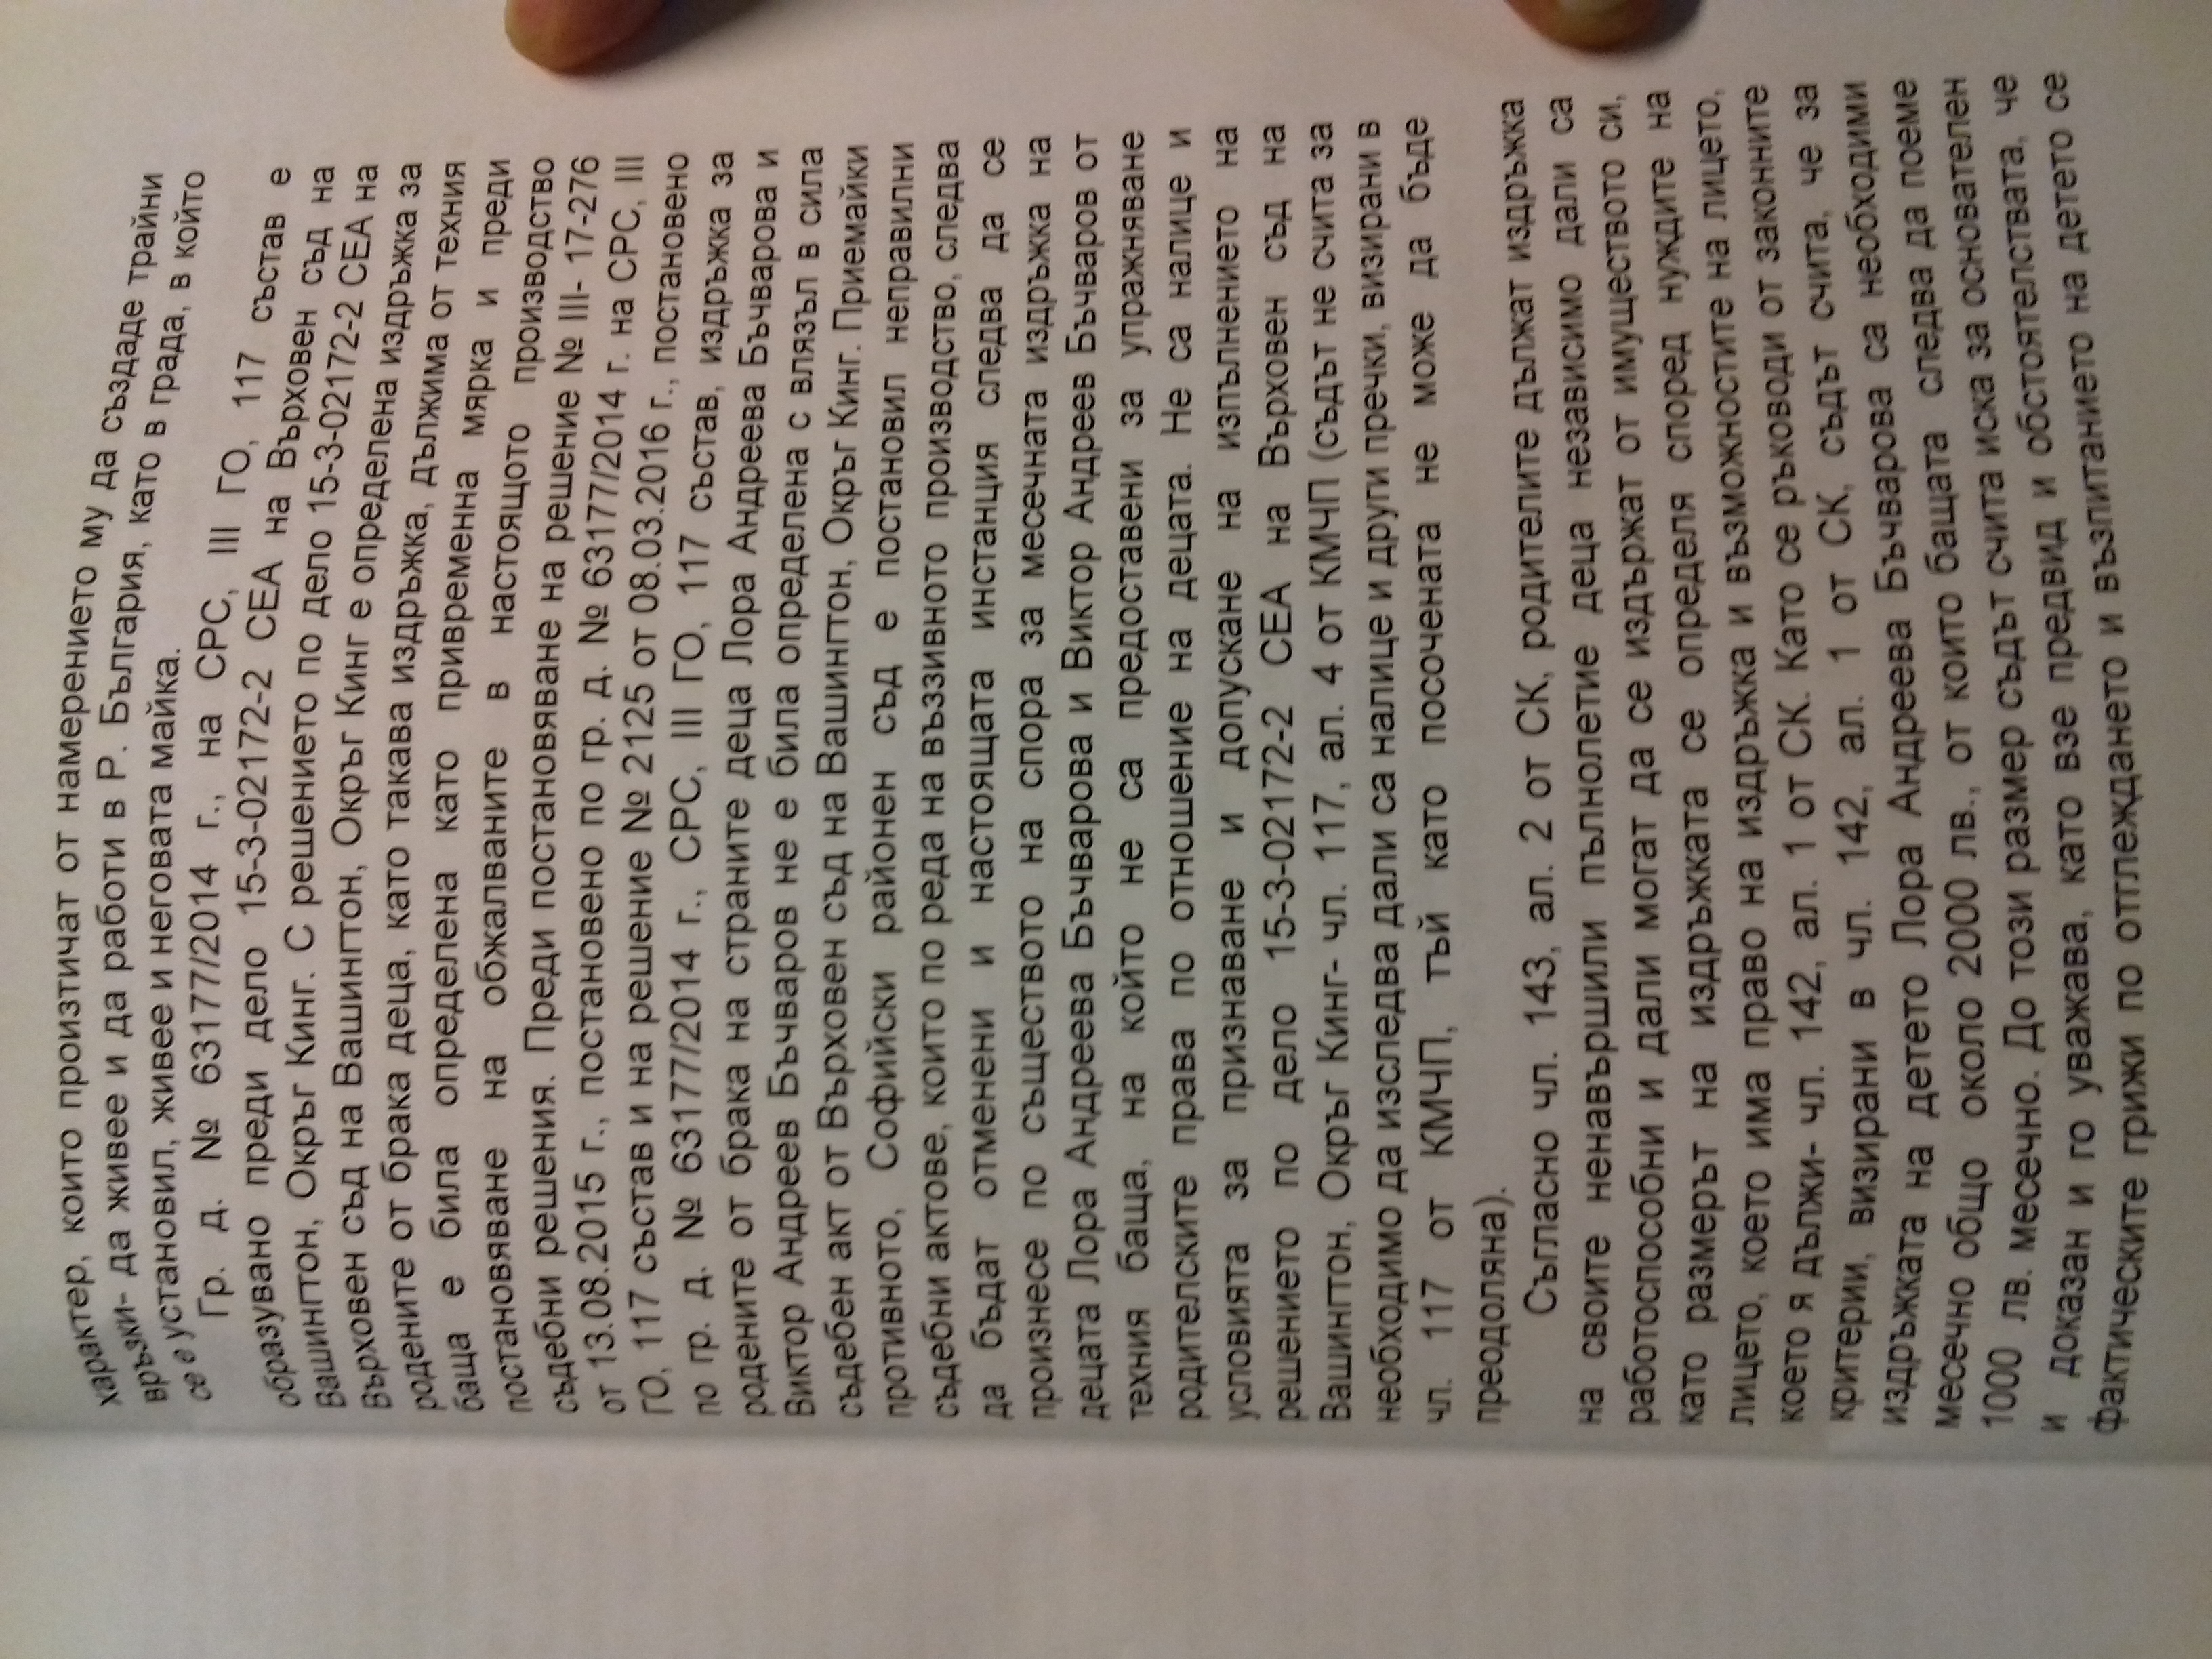 характер, които произтичат от намерението му да създаде трайни
връзки- да живее и да работи в Р. България, като в града, в който
се е установил, живее и неговата майка.
Гр. д. № 63177/2014 г., на СРС, III ГО, 117 състав е
образувано преди дело 15-3-02172-2 СЕА на Върховен съд на
Вашингтон, Окръг Кинг. С решението по дело 15-3-02172-2 СЕА на
Върховен съд на Вашингтон, Окръг Кинг е определена издръжка за
родените от брака деца, като такава издръжка, дължима от техния
баща е била определена като привременна мярка и преди
постановяване на обжалваните в настоящото производство
съдебни решения. Преди постановяване на решение № III- 17-276
от 13.08.2015 г., постановено по гр. д. № 63177/2014 г. на СРС, III
ГО, 117 състав и на решение № 2125 от 08.03.2016 г., постановено
по гр. д. № 63177/2014 г., СРС, III ГО, 117 състав, издръжка за
родените от брака на страните деца Лора Андреева Бъчварова и
Виктор Андреев Бъчваров не е била определена с влязъл в сила
съдебен акт от Върховен съд на Вашингтон, Окръг Кинг. Приемайки
противното, Софийски районен съд е постановил неправилни
съдебни актове, които по реда на въззивното производство, следва
да бъдат отменени и настоящата инстанция следва да се
произнесе по съществото на спора за месечната издръжка на
децата Лора Андреева Бъчварова и Виктор Андреев Бъчваров от
техния баща, на който не са предоставени за упражняване
родителските права по отношение на децата. Не са налице и
условията за признаване и допускане на изпълнението на
решението по дело 15-3-02172-2 СЕА на Върховен съд на
Вашингтон, Окръг Кинг- чл. 117, ал. 4 от КМЧП (съдът не счита за
необходимо да изследва дали са налице и други пречки, визирани в
чл. 117 от КМЧП, тъй като посочената не може да бъде
преодоляна).
Съгласно чл. 143, ал. 2 от СК, родителите дължат издръжка
на своите ненавършили пълнолетие деца независимо дали са
работоспособни и дали могат да се издържат от имуществото си,
като размерът на издръжката се определя според нуждите на
лицето, което има право на издръжка и възможностите на лицето,
което я дължи- чл. 142, ал. 1 от СК. Като се ръководи от законните
критерии, визирани в чл. 142, ал. 1 от СК, съдът счита, че за
издръжката на детето Лора Андреева Бъчварова са необходими
месечно общо около 2000 лв., от които бащата следва да поеме
1000 лв. месечно. До този размер съдът счита иска за основателен
и доказан и го уважава, като взе предвид и обстоятелствата, че
фактическите грижи по отглеждането и възпитанието на детето се